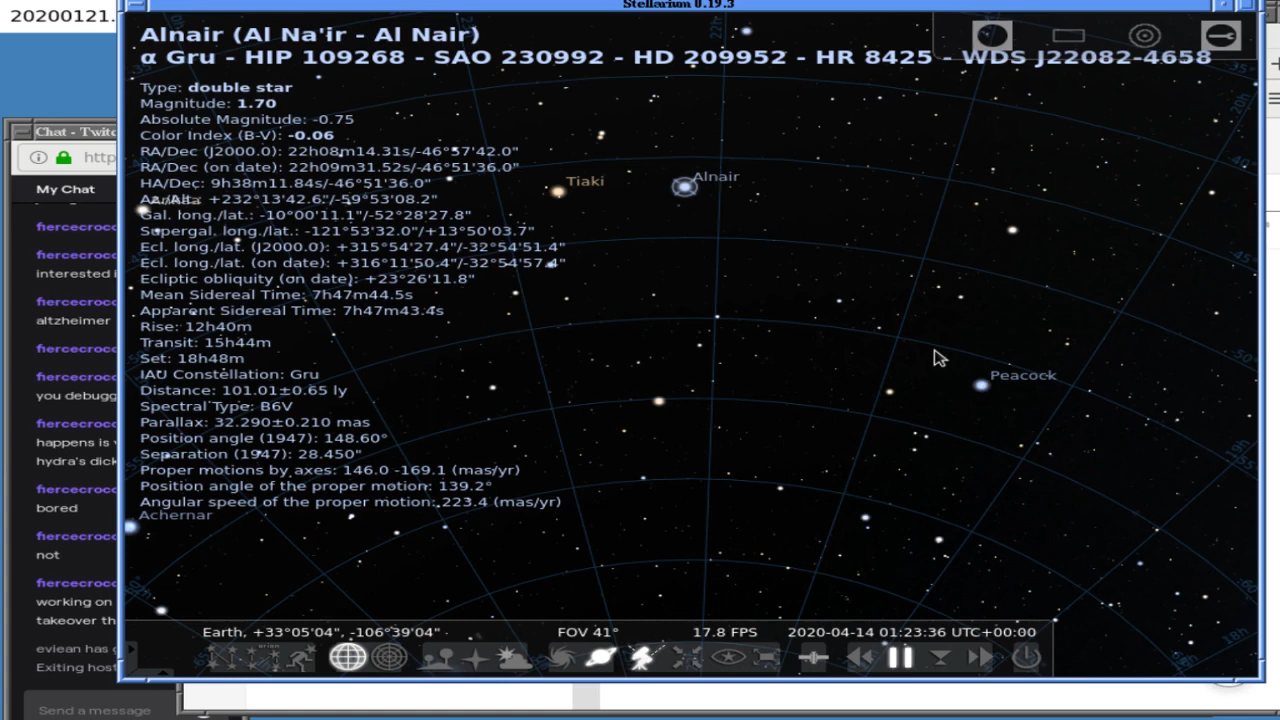 20200121.
Stellarium 0.19.3
Alnair (Al Na'ir - Al Nair)
α Gru - HIP 109268 - SAO 230992 - HD 209952 - HR 8425 - WDS J22082-4658
Type: double star
Magnitude: 1.70
Absolute Magnitude: -0.75
Color Index (B-V): -0.06
RA/Dec (J2000.0): 22h08m14.31s/-46°57'42.0"
RA/Dec (on date): 22h09m31.52s/-46°51'36.0"
HA/Dec: 9h38m11.84s/-46°51'36.0"
Az/Alt: +232°13'42.6"/-59°53'08.2"
Gal. long./lat.: -10°00'11.1"/-52°28'27.8"
Supergal. long./lat.: -121°53'32.0"/+13°50'03.7"
Ecl. long./lat. (J2000.0): +315°54'27.4"/-32°54'51.4"
Ecl. long./lat. (on date): +316°11'50.4"/-32°54'57.4"
Ecliptic obliquity (on date): +23°26'11.8"
Mean Sidereal Time: 7h47m44.5s
Apparent Sidereal Time: 7h47m43.4s
Rise: 12h40m
Transit: 15h44m
Set: 18h48m
IAU Constellation: Gru
Distance: 101.01±0.65 ly
Spectral Type: B6V
Parallax: 32.290±0.210 mas
Position angle (1947): 148.60°
Separation (1947): 28.450"
Proper motions by axes: 146.0 -169.1 (mas/yr)
Position angle of the proper motion: 139.2°
Angular speed of the proper motion: 223.4 (mas/yr)
Achernar
Tiaki
Alnair
Peacock
22h
18h
Earth, +33°05'04", -106°39'04"
FOV 41°
17.8 FPS
2020-04-14 01:23:36 UTC+00:00
Chat - Twitc
http
My Chat
fiercecroc
fiercecroc
interested i
fiercecroc
altzheimer
fiercecroc
fiercecroc
you debugg
fiercecroc
happens is
hydra's dick
fiercecroc
bored
fiercecroc
not
fiercecroc
working on
takeover th
eviean has
Exiting host
Send a message